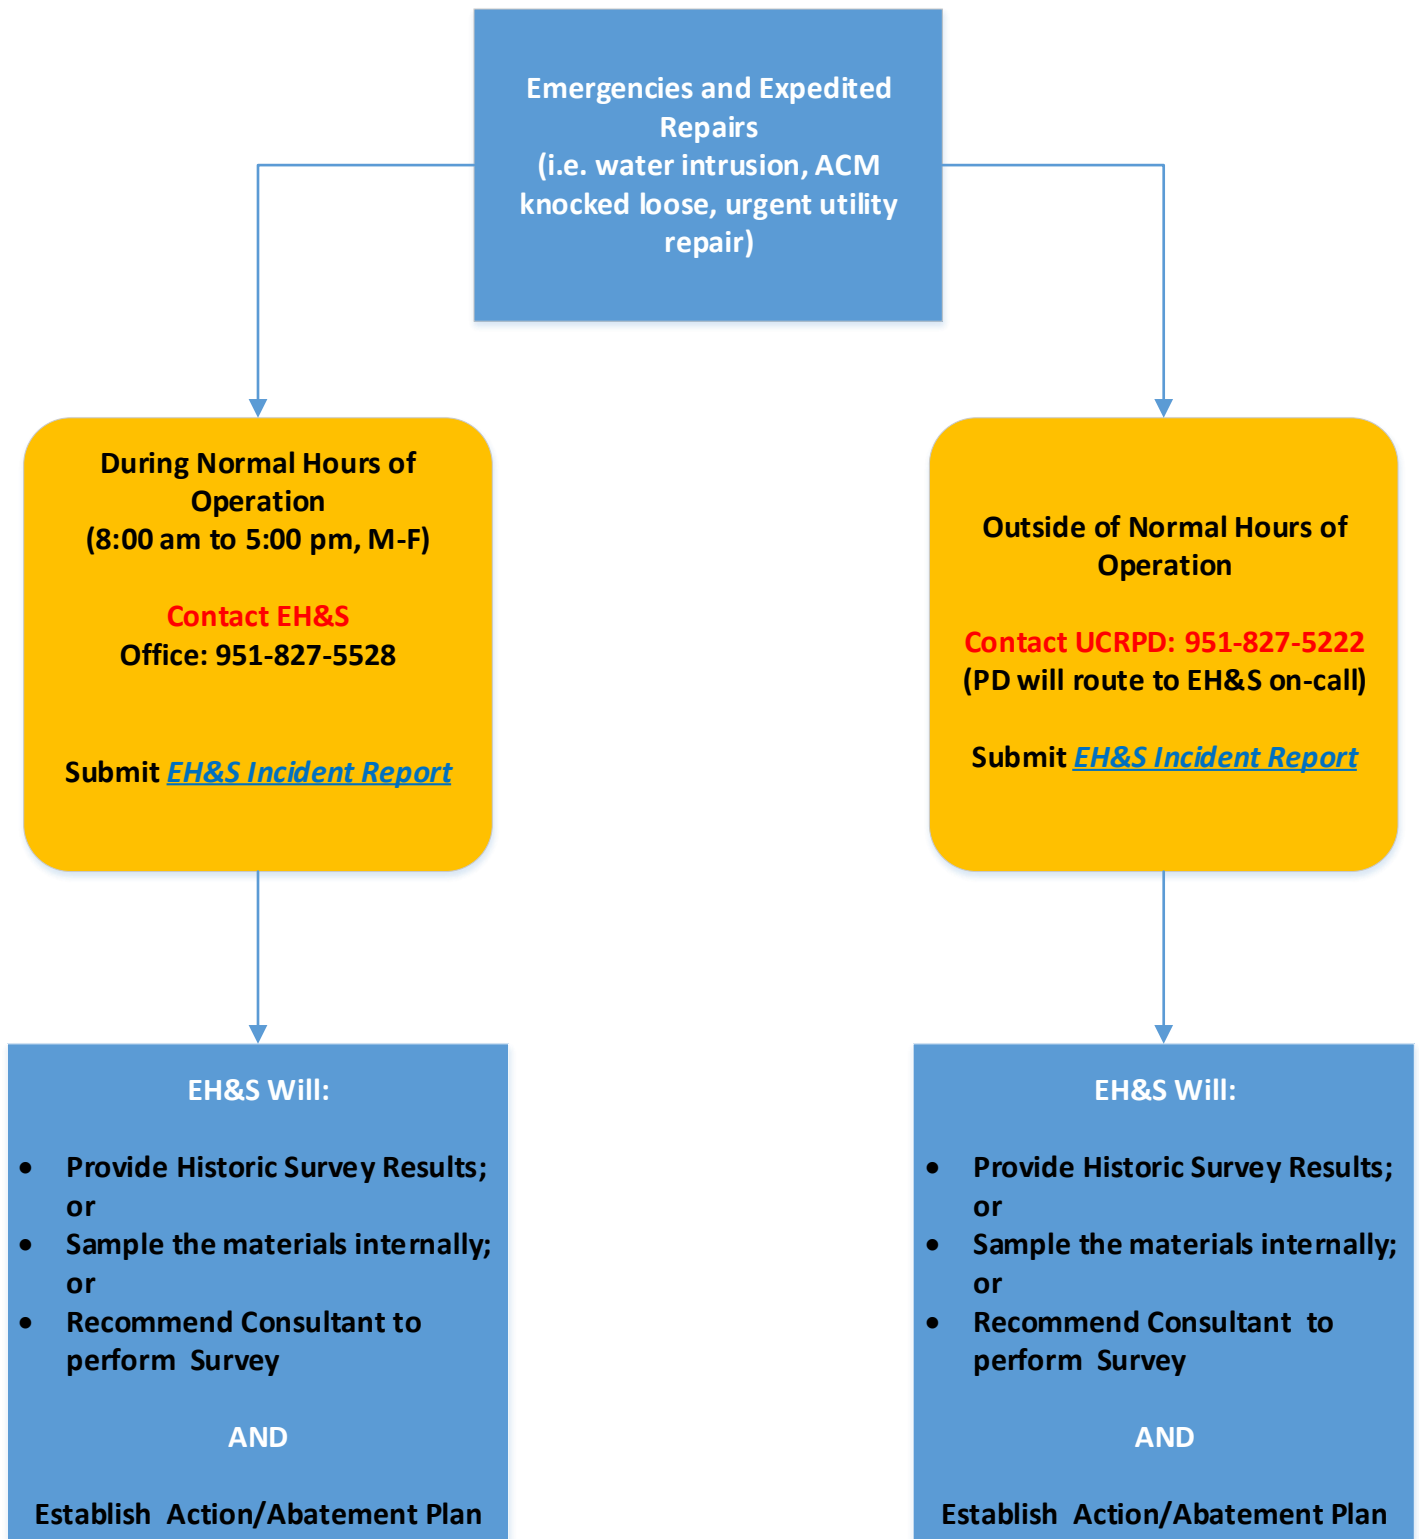 Emergencies and Expedited
Repairs
(i.e. water intrusion, ACM
knocked loose, urgent utility
repair)
During Normal Hours of
Operation
(8:00 am to 5:00 pm, M-F)
Contact EH&S
Office: 951-827-5528
Submit EH&S Incident Report
Outside of Normal Hours of
Operation
Contact UCRPD: 951-827-5222
(PD will route to EH&S on-call)
Submit EH&S Incident Report
EH&S Will:
• Provide Historic Survey Results;
or
• Sample the materials internally;
or
• Recommend Consultant to
perform Survey
AND
Establish Action/Abatement Plan
EH&S Will:
• Provide Historic Survey Results;
or
• Sample the materials internally;
or
• Recommend Consultant to
perform Survey
AND
Establish Action/Abatement Plan